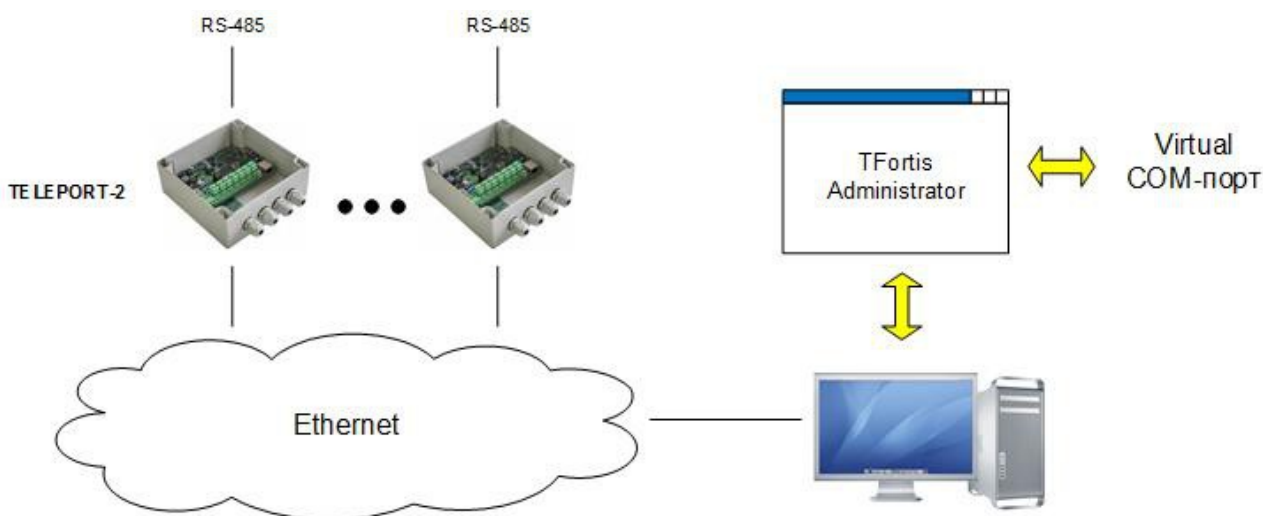 RS-485
RS-485
TELEPORT-2
TFortis
Administrator
Virtual
COM-порт
Ethernet